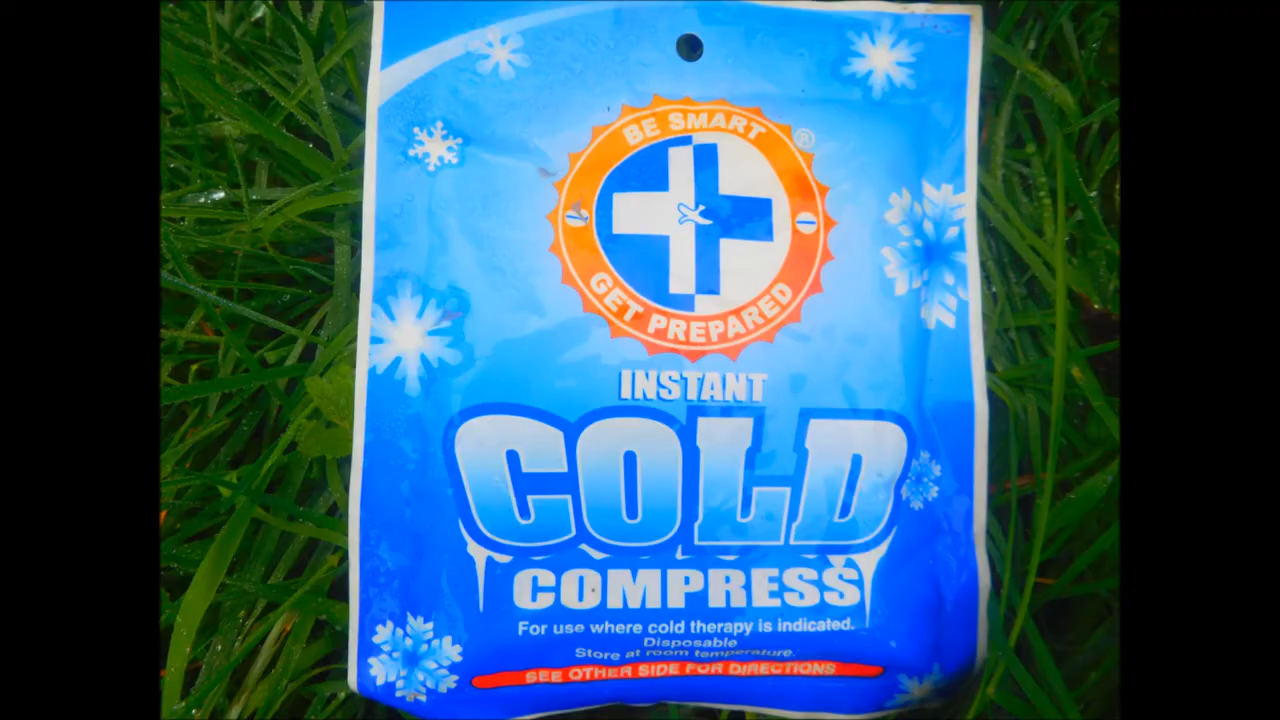 BE SMART
®
GET PREPARED
INSTANT
COLD
COMPRESS
For use where cold therapy is indicated.
Disposable
Store at room temperature.
SEE OTHER SIDE FOR DIRECTIONS